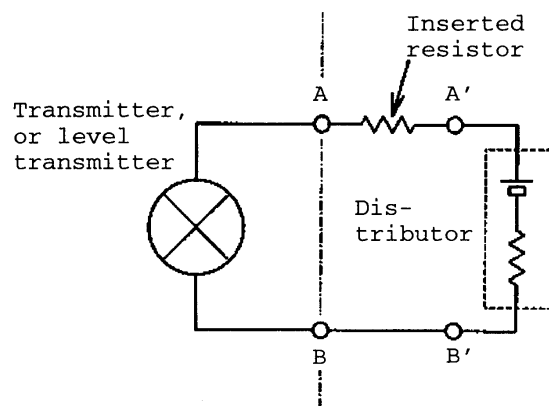 Inserted
resistor
Transmitter,
or level
transmitter
A
A'
Dis-
tributor
B
B'